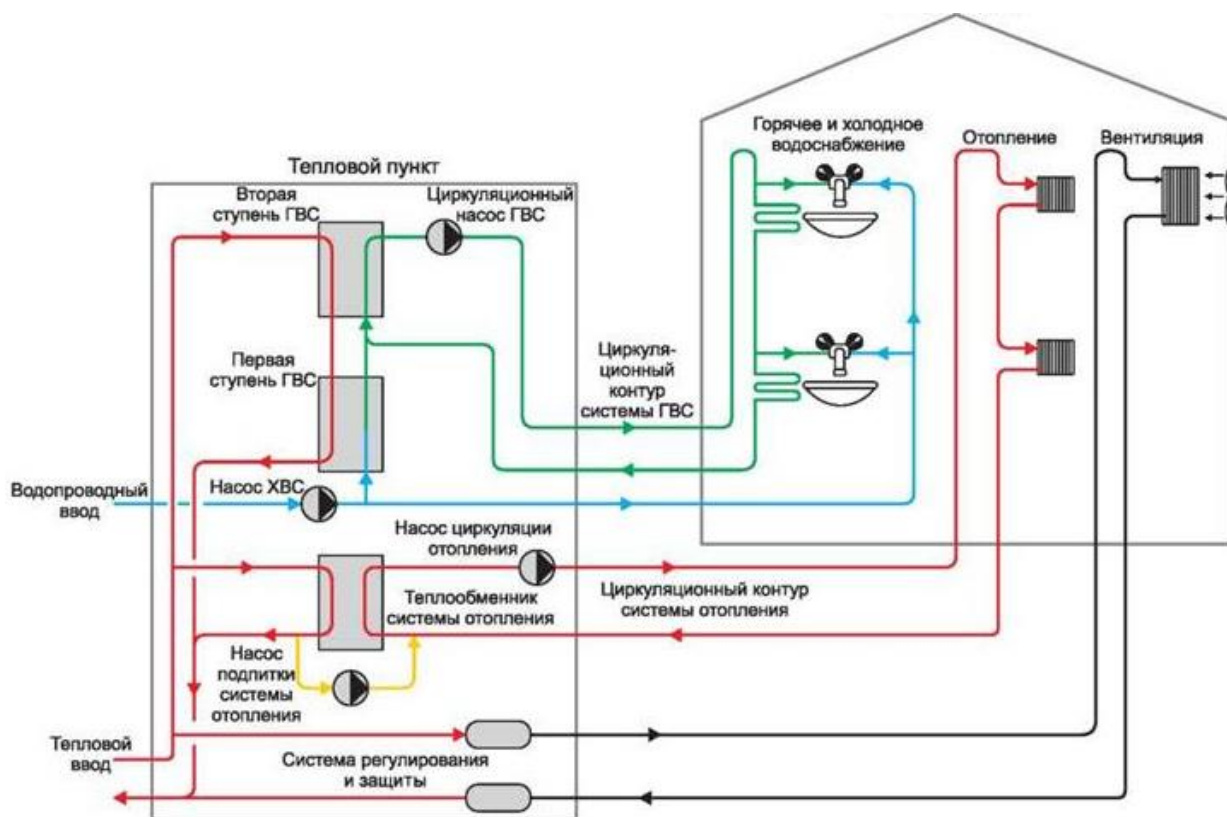 Горячее и холодное
водоснабжение
Отопление
Вентиляция
Тепловой пункт
Вторая
ступень ГВС
Циркуляционный
насос ГВС
Первая
ступень ГВС
Циркуля-
ционный
контур
системы ГВС
Водопроводный
ввод
Насос ХВС
Насос циркуляции
отопления
Теплообменник
системы отопления
Циркуляционный контур
системы отопления
Насос
подпитки
системы
отопления
Тепловой
ввод
Система регулирования
и защиты